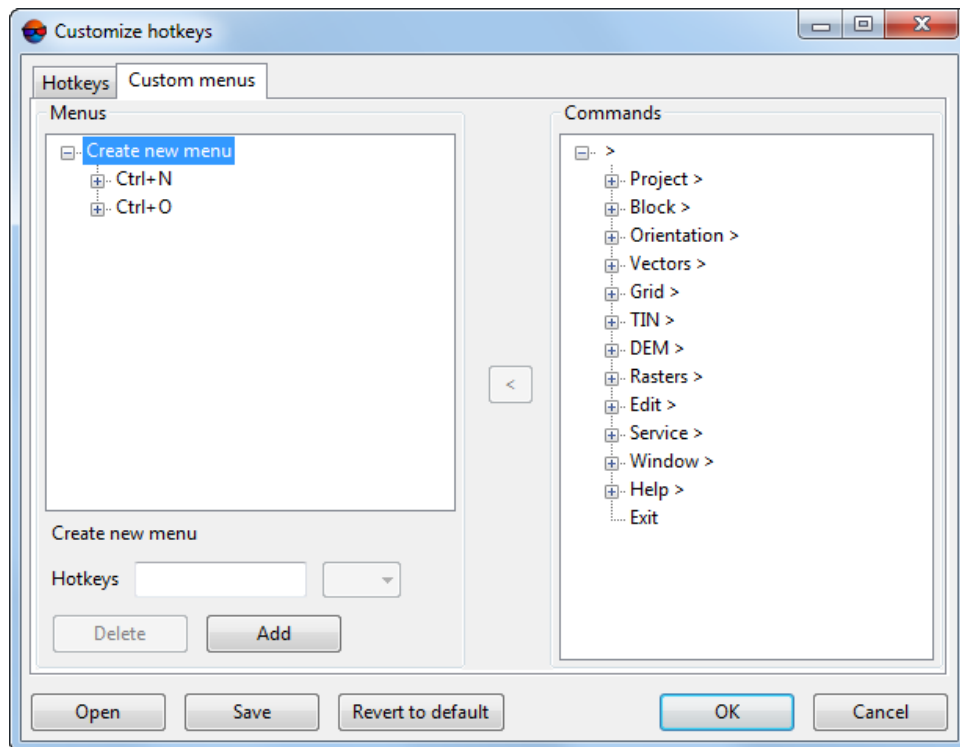 Customize hotkeys
Hotkeys
Custom menus
Menus
Create new menu
Ctrl+N
Ctrl+O
Create new menu
Hotkeys
Delete
Add
<
Commands
>
Project >
Block >
Orientation >
Vectors >
Grid >
TIN >
DEM >
Rasters >
Edit >
Service >
Window >
Help >
Exit
Open
Save
Revert to default
OK
Cancel